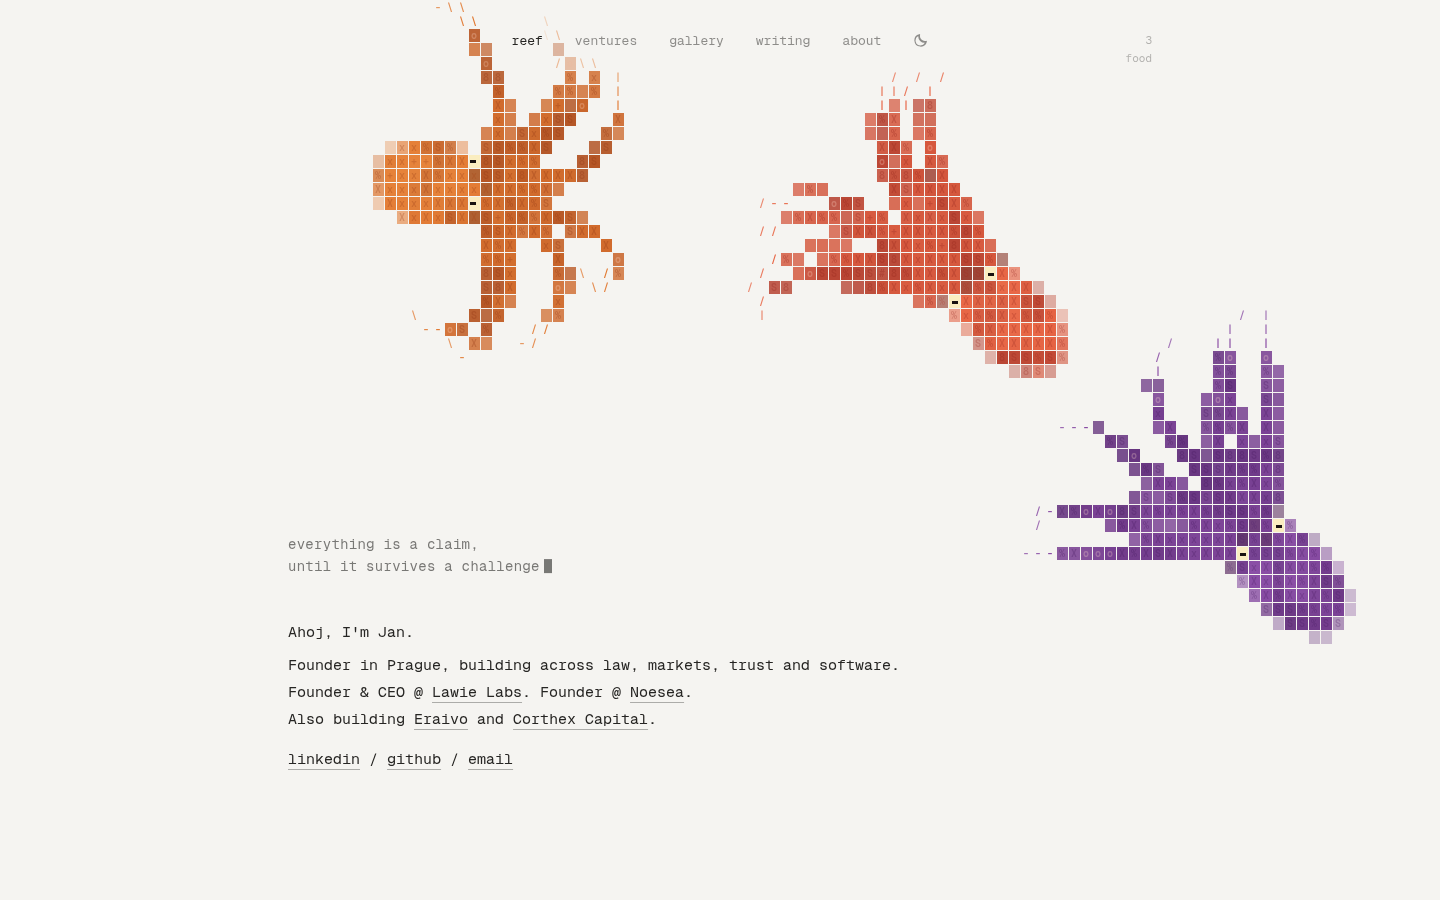 reef ventures gallery writing about
3
food
everything is a claim,
until it survives a challenge
Ahoj, I'm Jan.
Founder in Prague, building across law, markets, trust and software.
Founder & CEO @ Lawie Labs. Founder @ Noesea.
Also building Eraivo and Corthex Capital.
linkedin / github / email